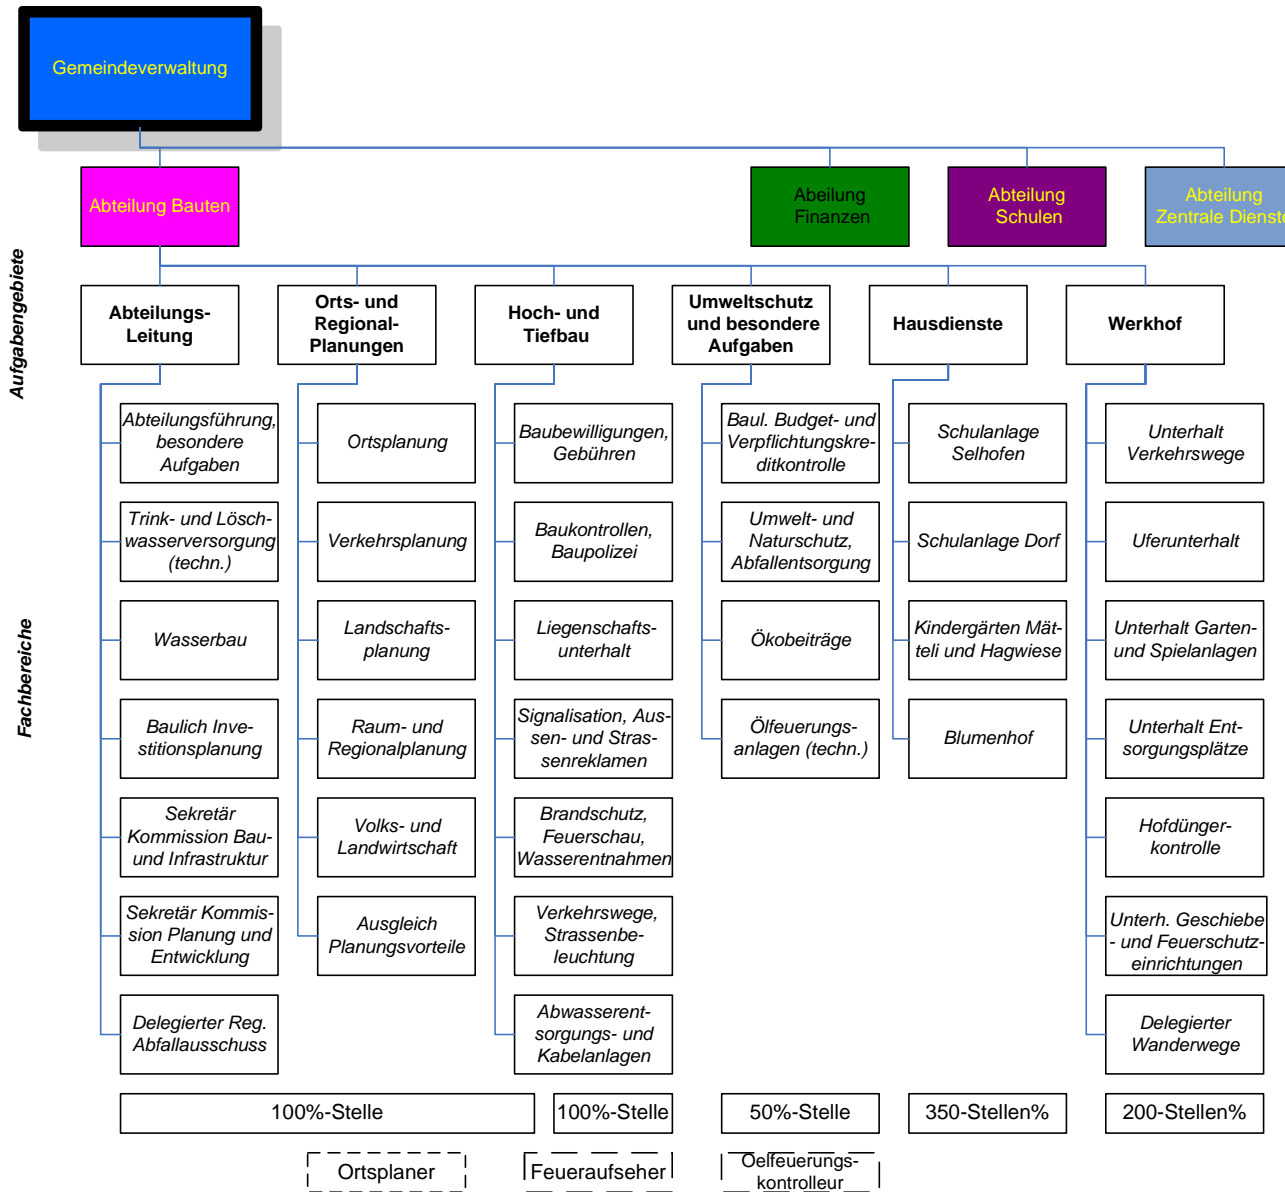 Gemeindeverwaltung
Abteilung Bauten
Abeilung
Finanzen
Abteilung
Schulen
Abteilung
Zentrale Dienste
Aufgabengebiete
Abteilungs-
Leitung
Orts- und
Regional-
Planungen
Hoch- und
Tiefbau
Umweltschutz
und besondere
Aufgaben
Hausdienste
Werkhof
Fachbereiche
Abteilungsführung,
besondere
Aufgaben
Trink- und Lösch-
wasserversorgung
(techn.)
Wasserbau
Baulich Inve-
stitionsplanung
Sekretär
Kommission Bau-
und Infrastruktur
Sekretär Kommis-
sion Planung und
Entwicklung
Delegierter Reg.
Abfallausschuss
Ortsplanung
Verkehrsplanung
Landschafts-
planung
Raum- und
Regionalplanung
Volks- und
Landwirtschaft
Ausgleich
Planungsvorteile
Baubewilligungen,
Gebühren
Baukontrollen,
Baupolizei
Liegenschafts-
unterhalt
Signalisation, Aus-
sen- und Stras-
senreklamen
Brandschutz,
Feuerschau,
Wasserentnahmen
Verkehrswege,
Strassenbe-
leuchtung
Abwasserent-
sorgungs- und
Kabelanlagen
Baul. Budget- und
Verpflichtungskre-
ditkontrolle
Umwelt- und
Naturschutz,
Abfallentsorgung
Ökobeiträge
Ölfeuerungs-
anlagen (techn.)
Schulanlage
Selhofen
Schulanlage Dorf
Kindergärten Mät-
teli und Hagwiese
Blumenhof
Unterhalt
Verkehrswege
Uferunterhalt
Unterhalt Garten-
und Spielanlagen
Unterhalt Ent-
sorgungsplätze
Hofdünger-
kontrolle
Unterh. Geschiebe
- und Feuerschutz-
einrichtungen
Delegierter
Wanderwege
100%-Stelle
100%-Stelle
50%-Stelle
350-Stellen%
200-Stellen%
Ortsplaner
Feueraufseher
Oelfeuerungs-
kontrolleur